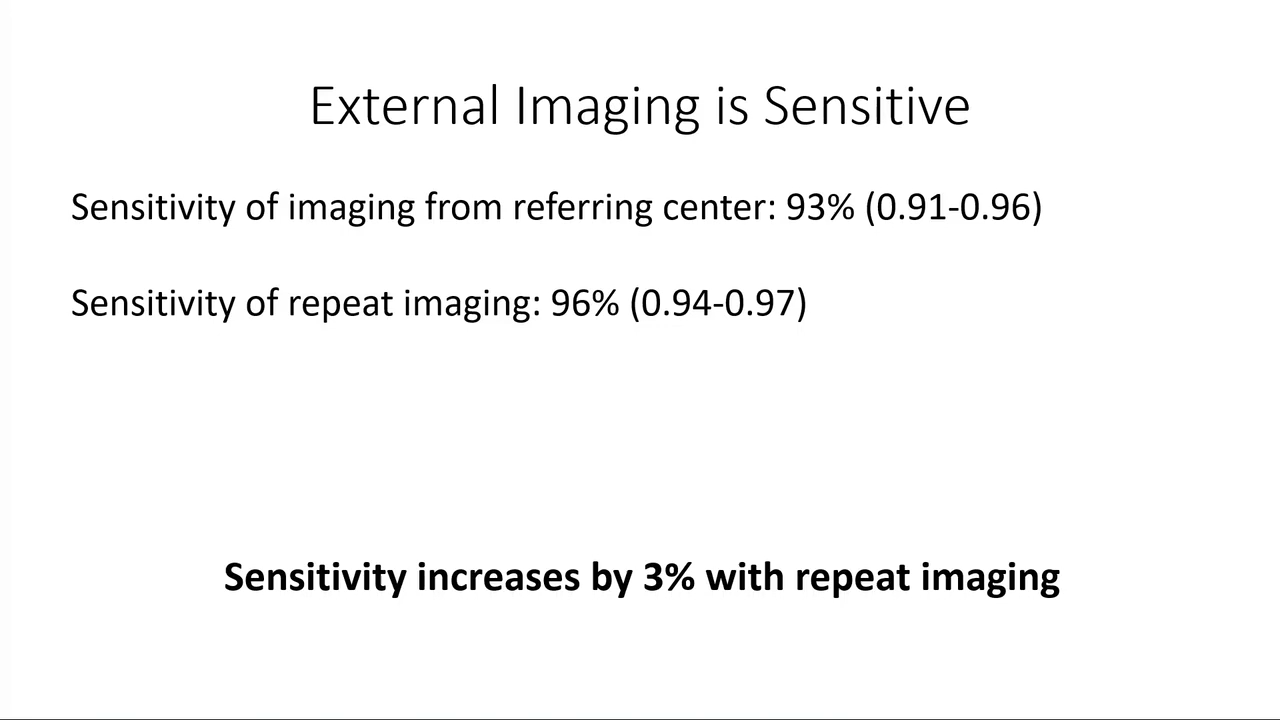 External Imaging is Sensitive
Sensitivity of imaging from referring center: 93% (0.91-0.96)
Sensitivity of repeat imaging: 96% (0.94-0.97)
Sensitivity increases by 3% with repeat imaging